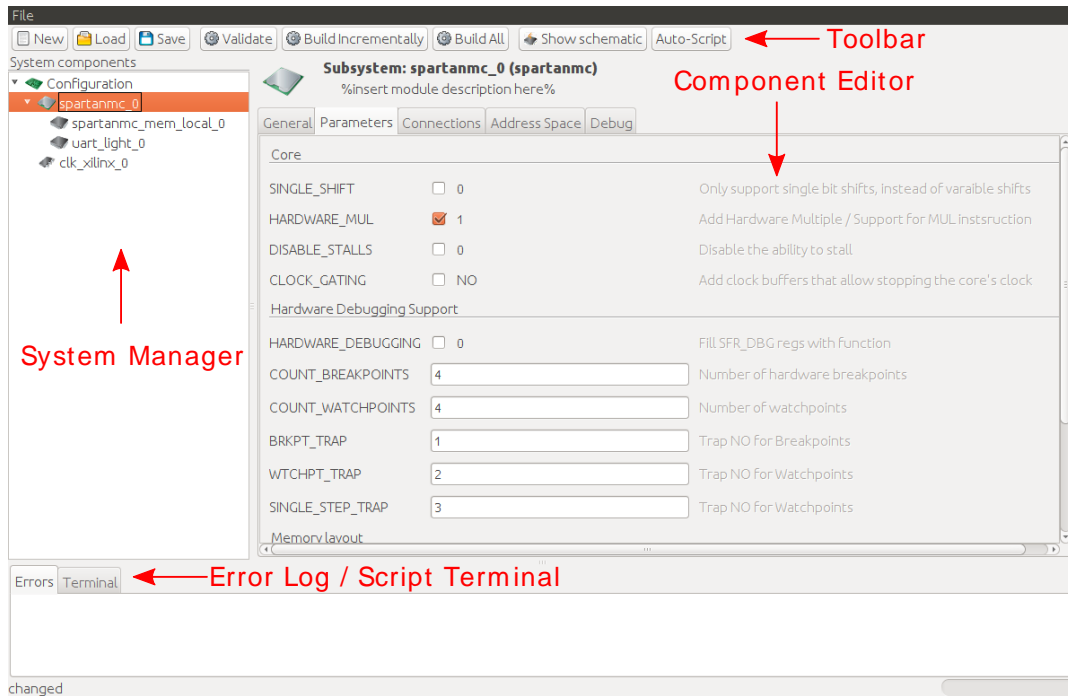 File
New Load Save Validate Build Incrementally Build All Show schematic Auto-Script Toolbar
System components
Configuration
spartanmc_0
spartanmc_mem_local_0
uart_light_0
clk_xilinx_0
System Manager
Subsystem: spartanmc_0 (spartanmc)
%insert module description here%
Component Editor
General Parameters Connections Address Space Debug
Core
SINGLE_SHIFT 0 Only support single bit shifts, instead of varaible shifts
HARDWARE_MUL 1 Add Hardware Multiple / Support for MUL instsruction
DISABLE_STALLS 0 Disable the ability to stall
CLOCK_GATING NO Add clock buffers that allow stopping the core's clock
Hardware Debugging Support
HARDWARE_DEBUGGING 0 Fill SFR_DBG regs with function
COUNT_BREAKPOINTS 4 Number of hardware breakpoints
COUNT_WATCHPOINTS 4 Number of watchpoints
BRKPT_TRAP 1 Trap NO for Breakpoints
WTCHPT_TRAP 2 Trap NO for Watchpoints
SINGLE_STEP_TRAP 3 Trap NO for Watchpoints
Memory layout
Errors Terminal Error Log / Script Terminal
changed